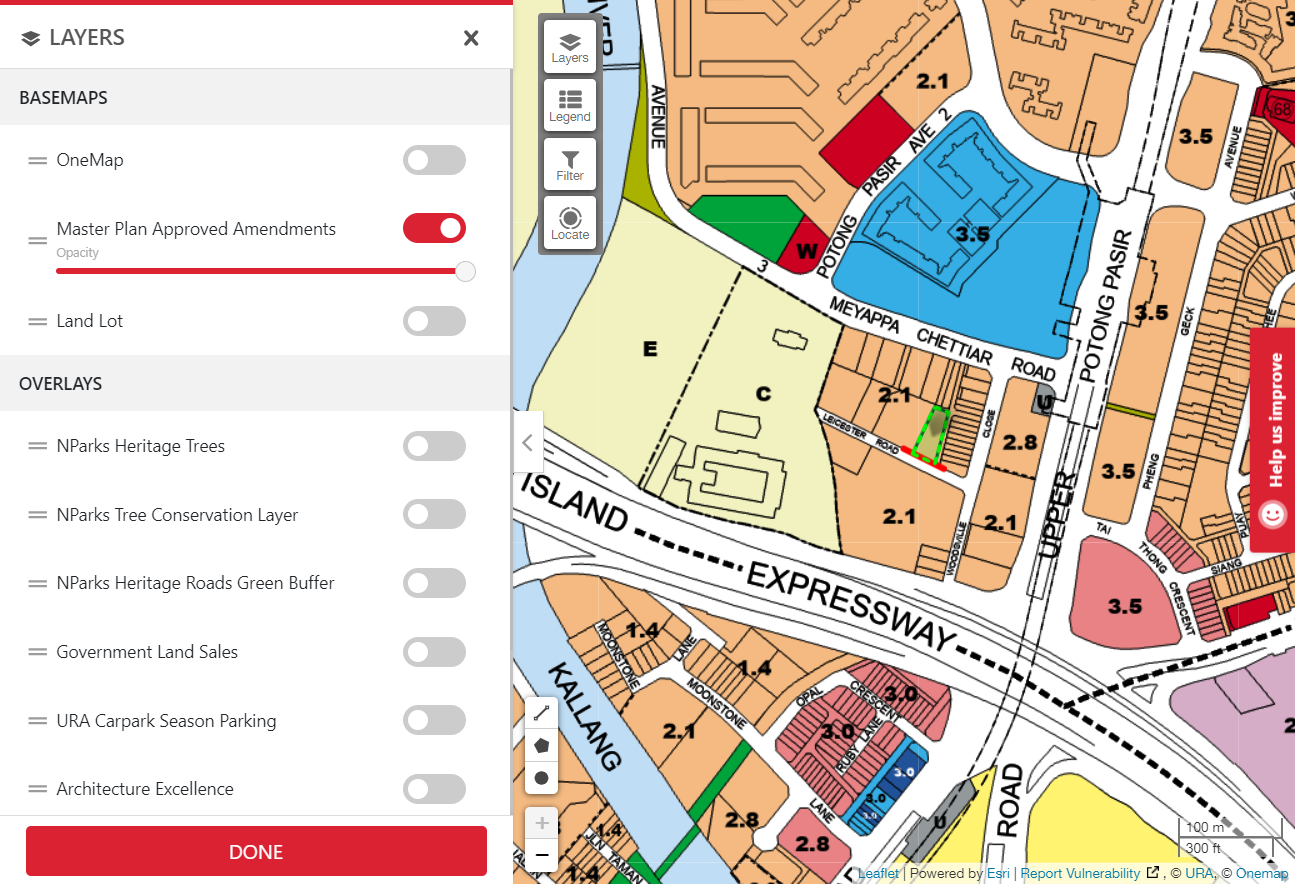 LAYERS
BASEMAPS
OneMap
Master Plan Approved Amendments
Opacity
Land Lot
OVERLAYS
NParks Heritage Trees
NParks Tree Conservation Layer
NParks Heritage Roads Green Buffer
Government Land Sales
URA Carpark Season Parking
Architecture Excellence
DONE
Layers
Legend
Filter
Locate
AVENUE
2.1
POTONG PASIR AVE 2
3.5
AVENUE
68
3.5
W
3
MEYAPPA CHETTIAR ROAD
POTONG PASIR
3.5
GECK
E
C
2.1
LEICESTER ROAD
CLOSE
U
2.8
3.5
PHENG
UPPER
2.1
2.1
WOODSVILLE
TAI
THONG
CRESCENT
SIANG
3.5
ISLAND
EXPRESSWAY
KALLANG
MOONSTONE
LANE
1.4
1.4
MOONSTONE
2.1
OPAL
CRESCENT
3.0
3.0
RUBY LANE
3.0
3.0
3.0
LANE
2.8
2.8
U
ROAD
1.4
JLN TAMAN
1.4
Help us improve
+
−
100 m
300 ft
Leaflet | Powered by Esri | Report Vulnerability , © URA, © Onemap